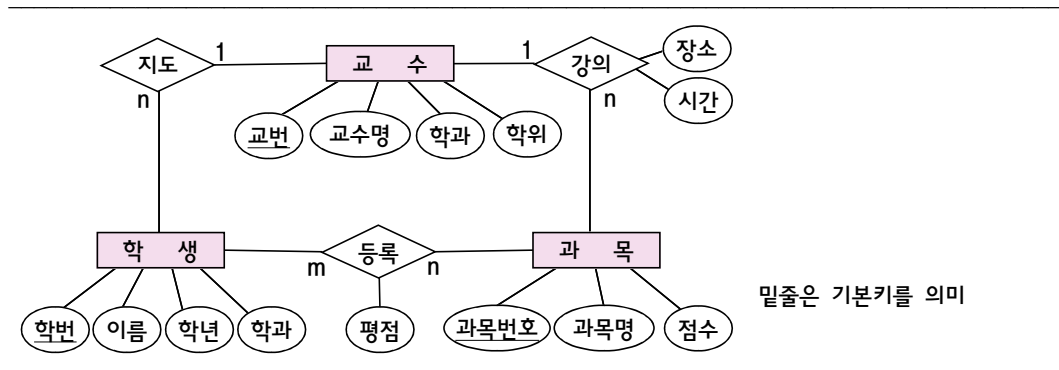 지도 1 교 수 1 강의 장소
시간
n n
교번 교수명 학과 학위
학 생 등록 과 목
m n
밑줄은 기본키를 의미
학번 이름 학년 학과 평점 과목번호 과목명 점수